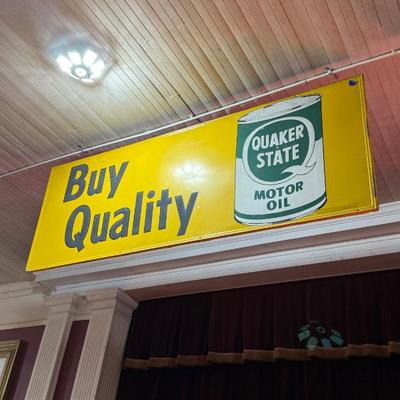 Buy
Quality
QUAKER
STATE
MOTOR
OIL